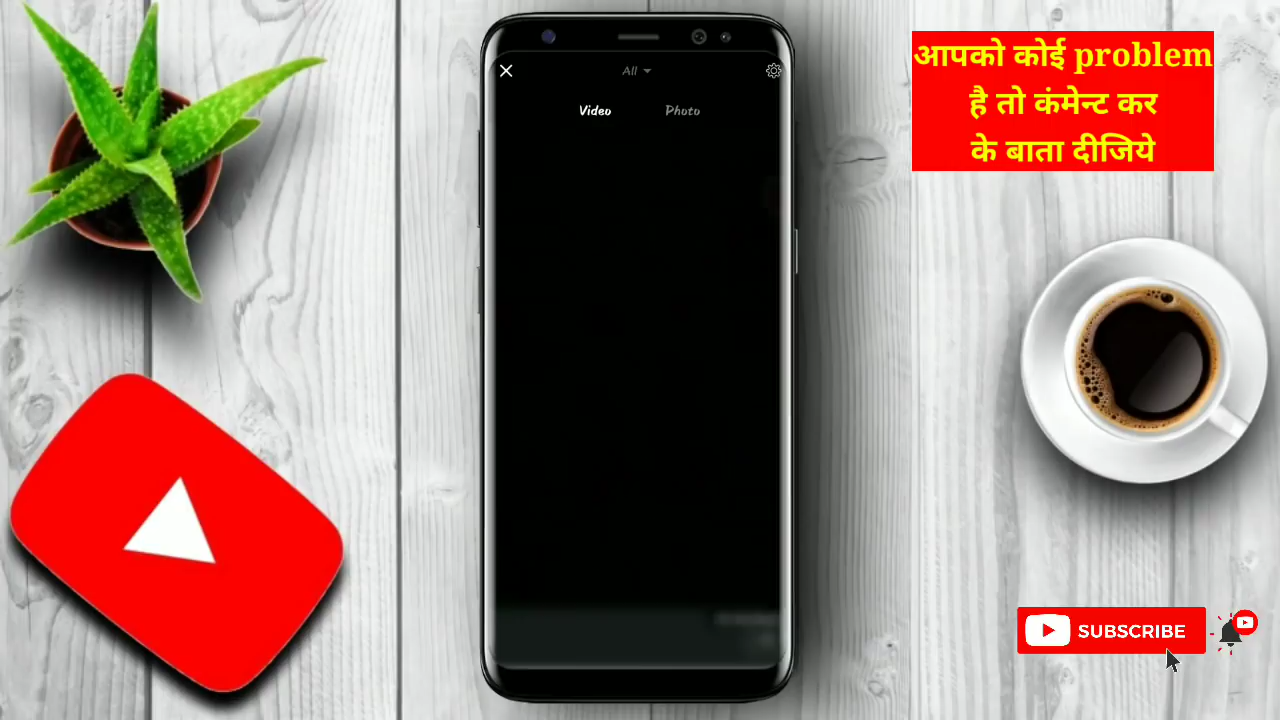 All
Video
Photo
आपको कोई problem
है तो कंमेन्ट कर
के बाता दीजिये
SUBSCRIBE